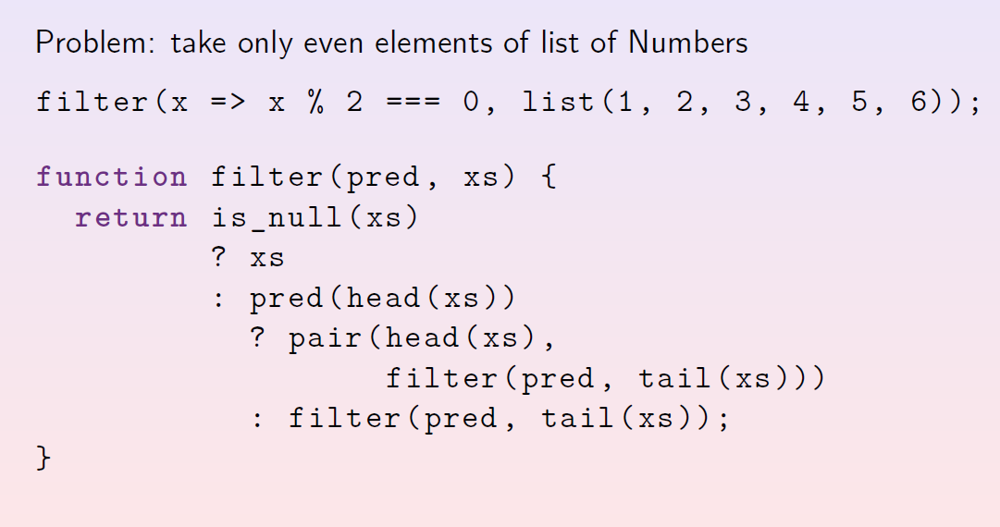 Problem: take only even elements of list of Numbers
filter(x => x % 2 === 0, list(1, 2, 3, 4, 5, 6));
function filter(pred, xs) {
return is_null(xs)
? xs
: pred(head(xs))
? pair(head(xs),
filter(pred, tail(xs)))
: filter(pred, tail(xs));
}